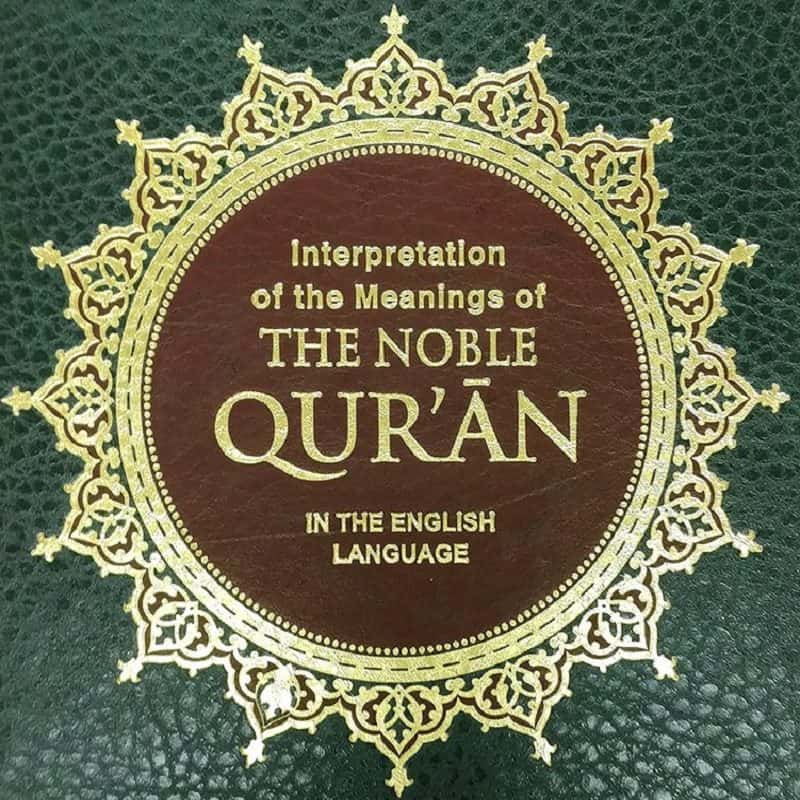 Interpretation
of the Meanings of
THE NOBLE
QUR'ĀN
IN THE ENGLISH
LANGUAGE